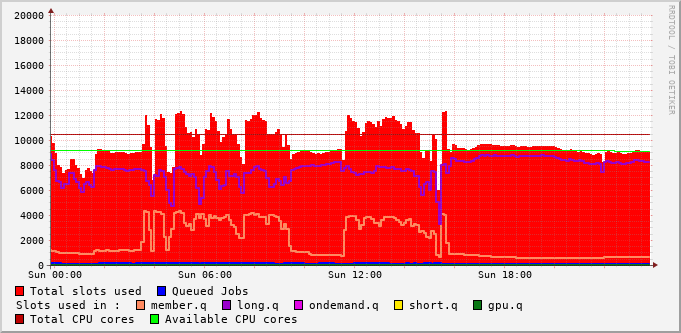 RRDTOOL / TOBI OETIKER
20000
18000
16000
14000
12000
10000
8000
6000
4000
2000
0
Sun 00:00 Sun 06:00 Sun 12:00 Sun 18:00
Total slots used Queued Jobs
Slots used in : member.q long.q ondemand.q short.q gpu.q
Total CPU cores Available CPU cores